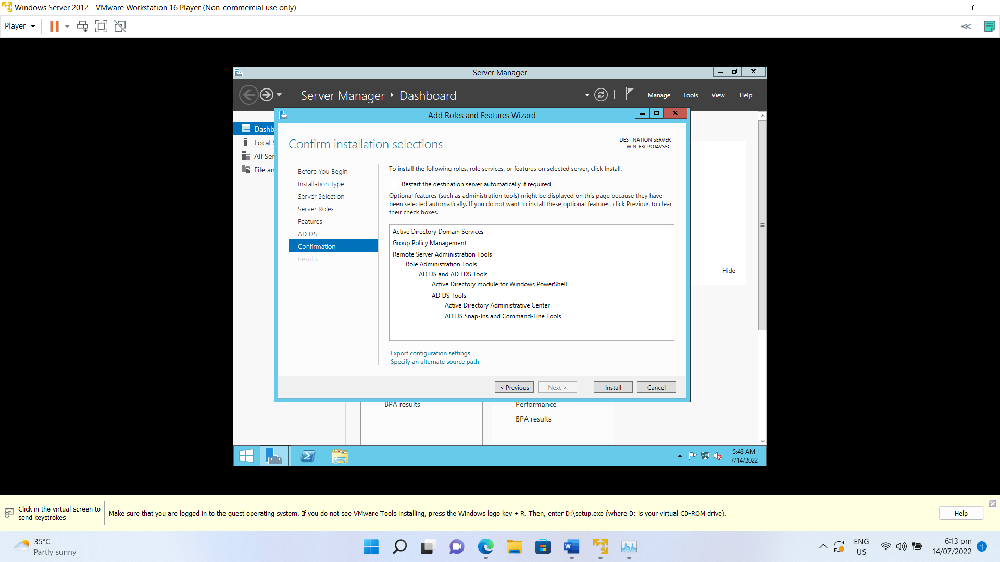 Windows Server 2012 - VMware Workstation 16 Player (Non-commercial use only)
Player
Server Manager
Server Manager
Dashboard
Manage
Tools
View
Help
Add Roles and Features Wizard
Dashb
Local S
All Ser
File an
Confirm installation selections
DESTINATION SERVER
WIN-E3CPOJ4VS5C
Before You Begin
Installation Type
Server Selection
Server Roles
Features
AD DS
Confirmation
Results
To install the following roles, role services, or features on selected server, click Install.
Restart the destination server automatically if required
Optional features (such as administration tools) might be displayed on this page because they have
been selected automatically. If you do not want to install these optional features, click Previous to clear
their check boxes.
Active Directory Domain Services
Group Policy Management
Remote Server Administration Tools
Role Administration Tools
AD DS and AD LDS Tools
Active Directory module for Windows PowerShell
AD DS Tools
Active Directory Administrative Center
AD DS Snap-Ins and Command-Line Tools
Export configuration settings
Specify an alternate source path
< Previous
Next >
Install
Cancel
Hide
BPA results
Performance
BPA results
5:43 AM
7/14/2022
Click in the virtual screen to
send keystrokes
Make sure that you are logged in to the guest operating system. If you do not see VMware Tools installing, press the Windows logo key + R. Then, enter D:\setup.exe (where D: is your virtual CD-ROM drive).
Help
35°C
Partly sunny
ENG
US
6:13 pm
14/07/2022
1